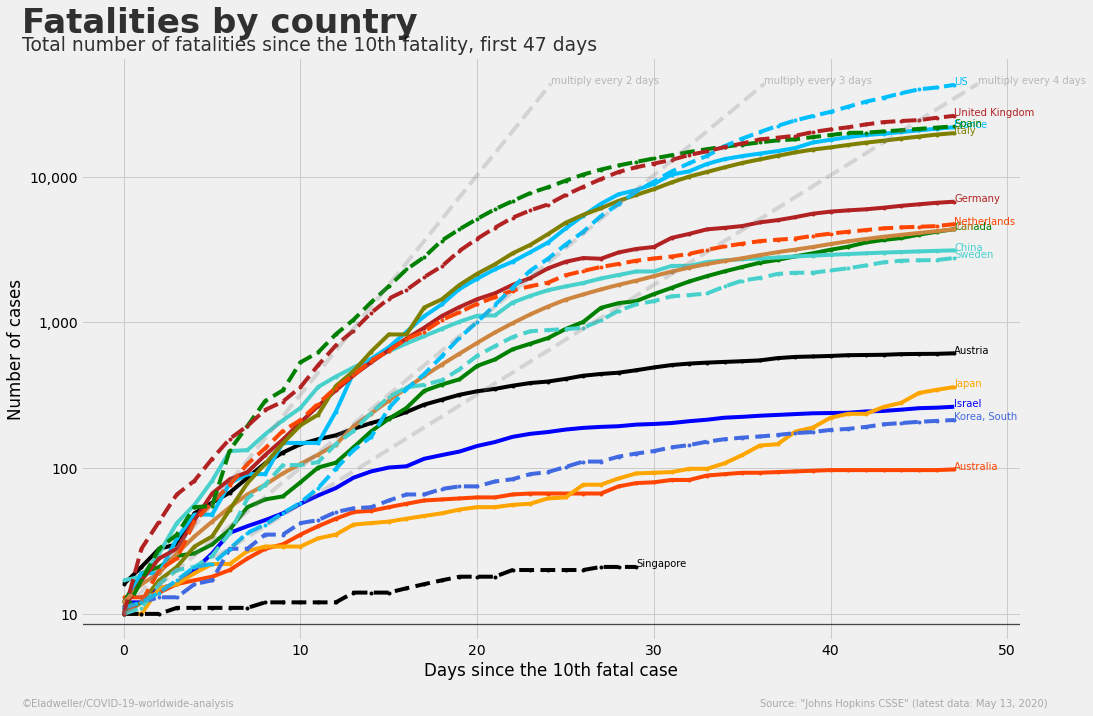 Fatalities by country
Total number of fatalities since the 10th fatality, first 47 days
multiply every 2 days
multiply every 3 days
multiply every 4 days
US
United Kingdom
Spain
Italy
10,000
Germany
Netherlands
Canada
China
Sweden
1,000
Austria
Japan
Israel
Korea, South
100
Australia
Singapore
10
Number of cases
0
10
20
30
40
50
Days since the 10th fatal case
©Eladweller/COVID-19-worldwide-analysis
Source: "Johns Hopkins CSSE" (latest data: May 13, 2020)